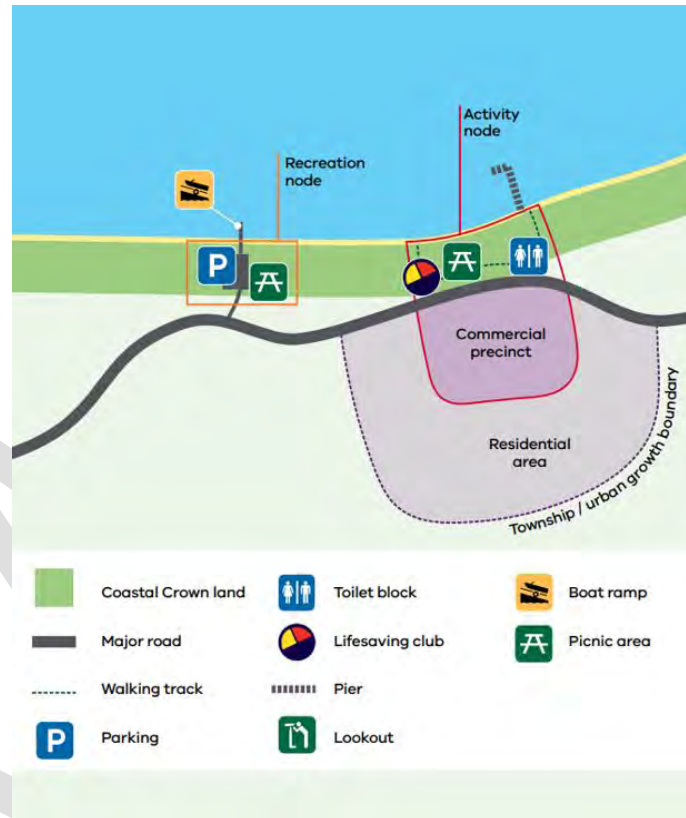 Activity
node
Recreation
node
P
Commercial
precinct
Residential
area
Township / urban growth boundary
Coastal Crown land
Toilet block
Boat ramp
Major road
Lifesaving club
Picnic area
Walking track
Pier
P
Parking
Lookout